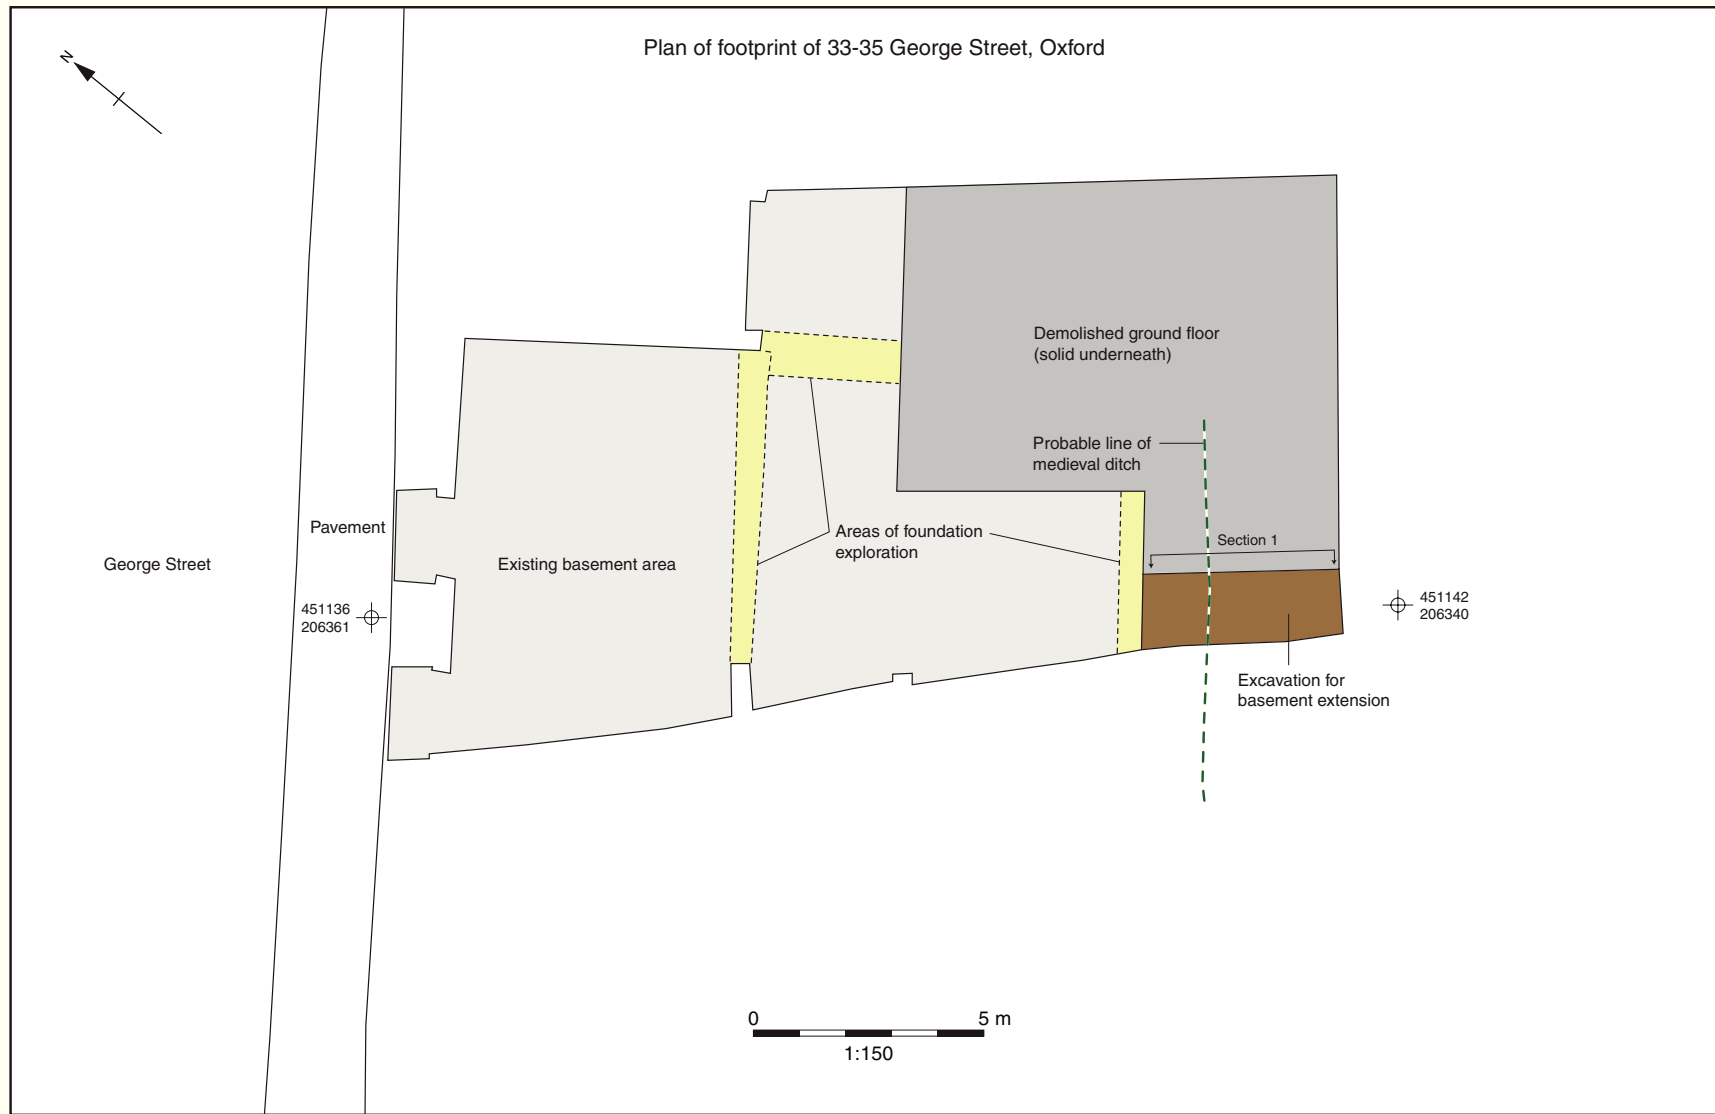 Plan of footprint of 33-35 George Street, Oxford
N
Demolished ground floor
(solid underneath)
Probable line of
medieval ditch
Pavement
Areas of foundation
exploration
Section 1
George Street
Existing basement area
451136
206361
451142
206340
Excavation for
basement extension
0 5 m
1:150